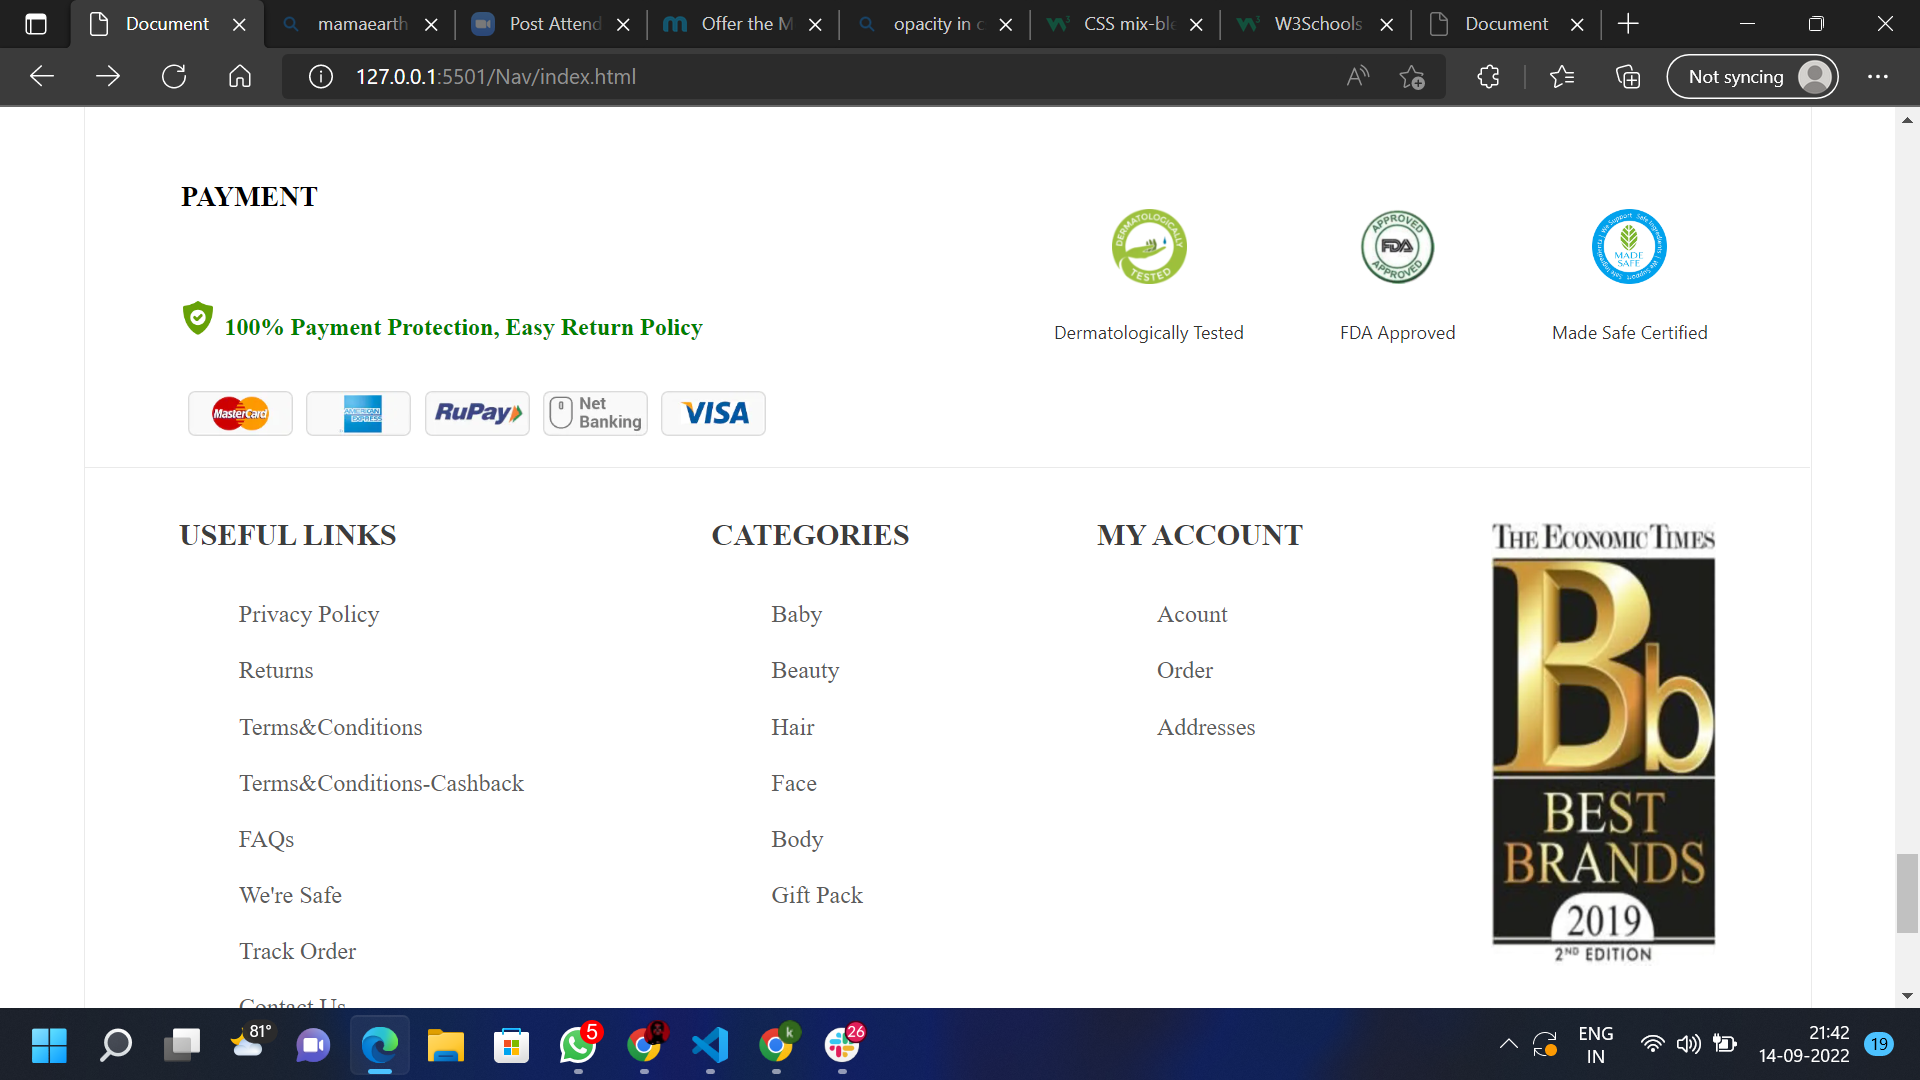 Document
mamaearth
Post Attend
Offer the M
opacity in c
CSS mix-ble
W3Schools
Document
127.0.0.1:5501/Nav/index.html
Not syncing
PAYMENT
DERMATOLOGICALLY TESTED
APPROVED FDA APPROVED
MADE SAFE
100% Payment Protection, Easy Return Policy
Dermatologically Tested
FDA Approved
Made Safe Certified
MasterCard
AMERICAN EXPRESS
RuPay
Net Banking
VISA
USEFUL LINKS
Privacy Policy
Returns
Terms&Conditions
Terms&Conditions-Cashback
FAQs
We're Safe
Track Order
Contact Us
CATEGORIES
Baby
Beauty
Hair
Face
Body
Gift Pack
MY ACCOUNT
Acount
Order
Addresses
THE ECONOMIC TIMES
Bb
BEST
BRANDS
2019
2ND EDITION
81°
5
k
26
ENG
IN
21:42
14-09-2022
19